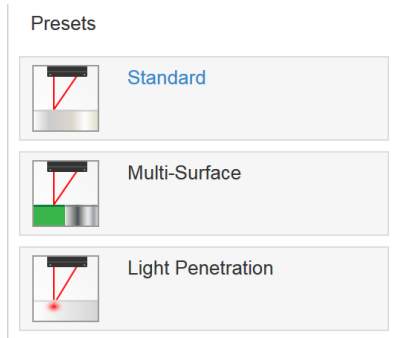 Presets
Standard
Multi-Surface
Light Penetration